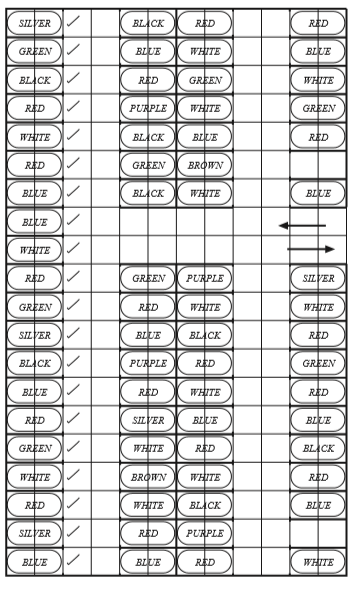 SILVER BLACK RED RED
GREEN BLUE WHITE BLUE
BLACK RED GREEN WHITE
RED PURPLE WHITE GREEN
WHITE BLACK BLUE RED
RED GREEN BROWN
BLUE BLACK WHITE BLUE
BLUE
WHITE
RED GREEN PURPLE SILVER
GREEN RED WHITE WHITE
SILVER BLUE BLACK RED
BLACK PURPLE RED GREEN
BLUE RED WHITE RED
RED SILVER BLUE BLUE
GREEN WHITE RED BLACK
WHITE BROWN WHITE RED
RED WHITE BLACK BLUE
SILVER RED PURPLE
BLUE BLUE RED WHITE